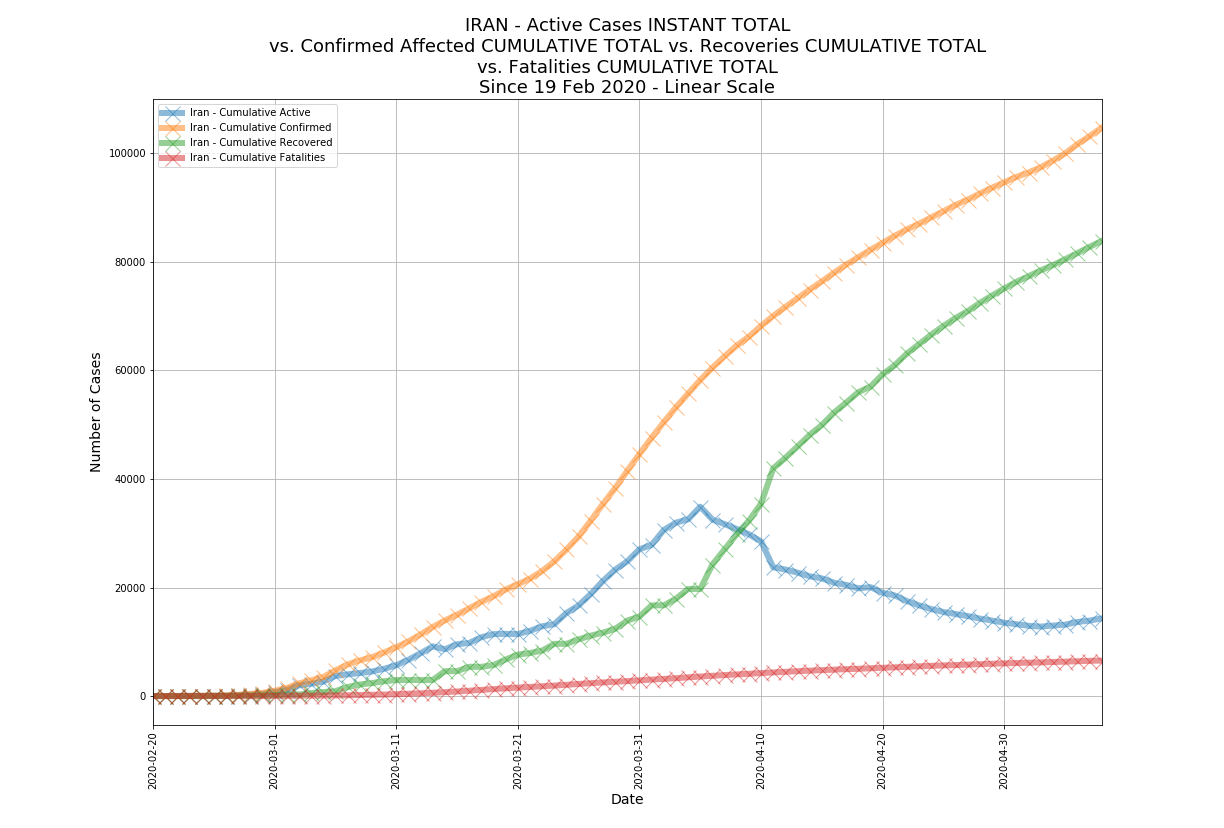 IRAN - Active Cases INSTANT TOTAL
vs. Confirmed Affected CUMULATIVE TOTAL vs. Recoveries CUMULATIVE TOTAL
vs. Fatalities CUMULATIVE TOTAL
Since 19 Feb 2020 - Linear Scale
Iran - Cumulative Active
Iran - Cumulative Confirmed
Iran - Cumulative Recovered
Iran - Cumulative Fatalities
100000
80000
60000
40000
20000
0
Number of Cases
2020-02-20
2020-03-01
2020-03-11
2020-03-21
2020-03-31
2020-04-10
2020-04-20
2020-04-30
Date